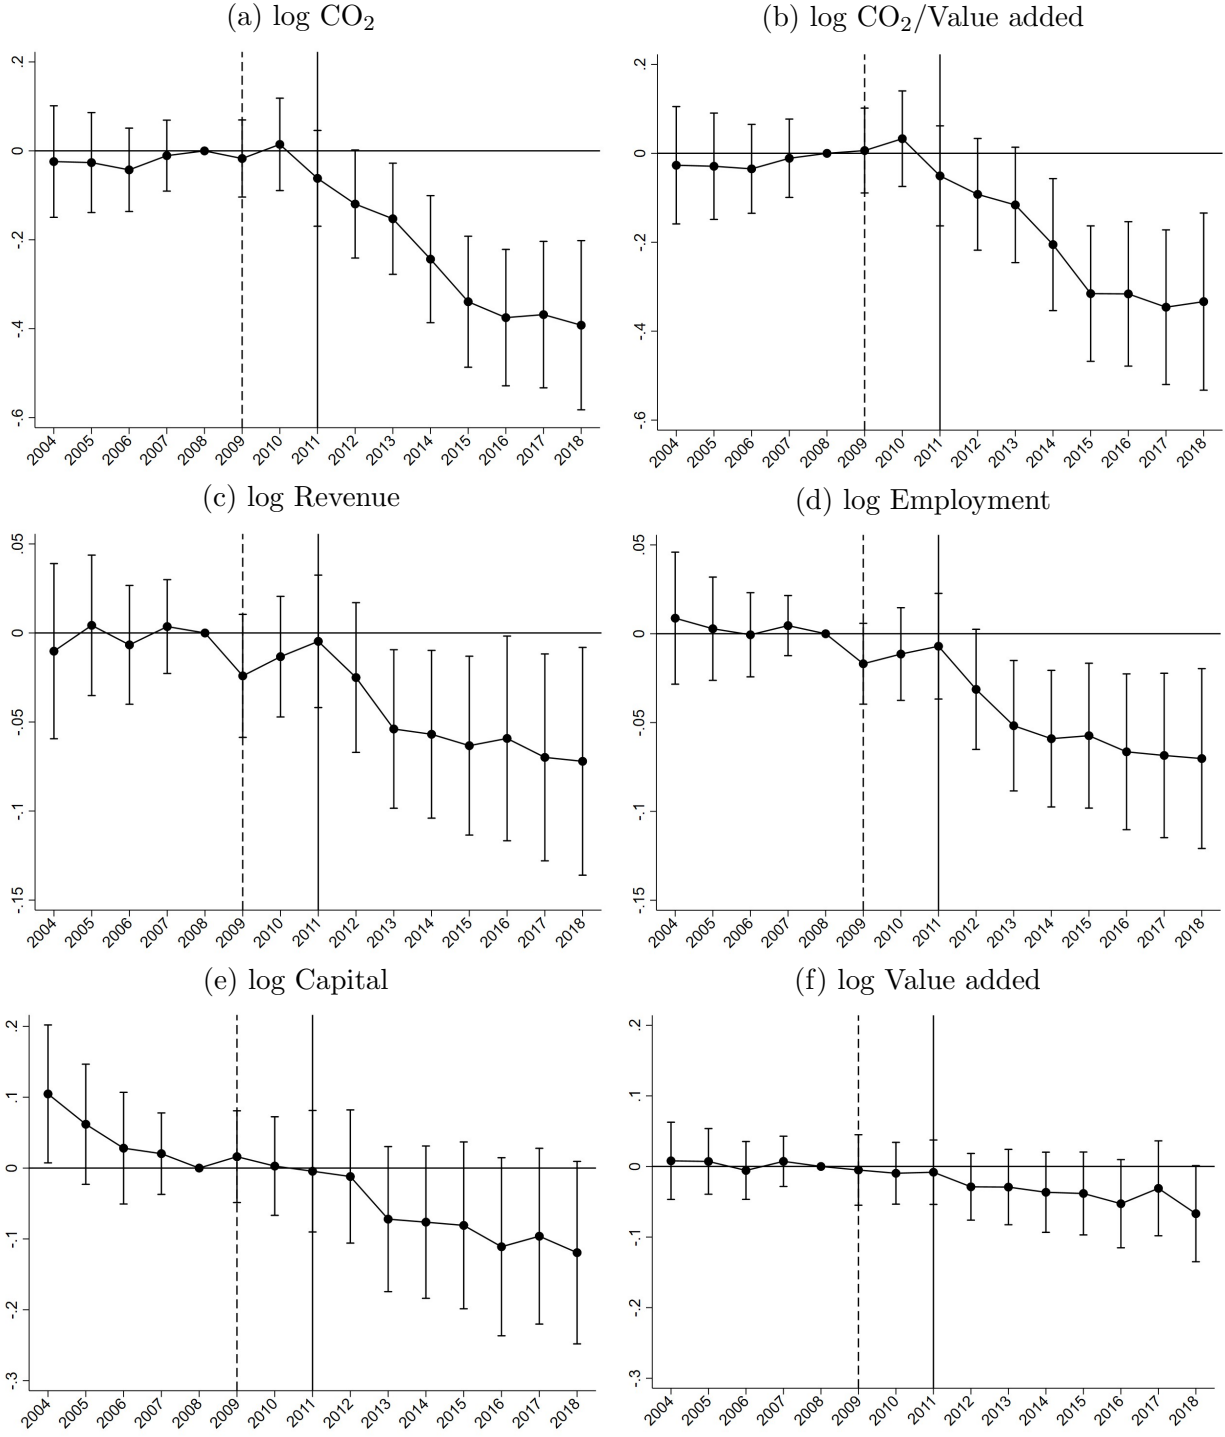 (a) log CO₂
.2
0
-.2
-.4
-.6
2004 2005 2006 2007 2008 2009 2010 2011 2012 2013 2014 2015 2016 2017 2018
(b) log CO₂/Value added
.2
0
-.2
-.4
-.6
2004 2005 2006 2007 2008 2009 2010 2011 2012 2013 2014 2015 2016 2017 2018
(c) log Revenue
.05
0
-.05
-.1
-.15
2004 2005 2006 2007 2008 2009 2010 2011 2012 2013 2014 2015 2016 2017 2018
(d) log Employment
.05
0
-.05
-.1
-.15
2004 2005 2006 2007 2008 2009 2010 2011 2012 2013 2014 2015 2016 2017 2018
(e) log Capital
.2
.1
0
-.1
-.2
-.3
2004 2005 2006 2007 2008 2009 2010 2011 2012 2013 2014 2015 2016 2017 2018
(f) log Value added
.2
.1
0
-.1
-.2
-.3
2004 2005 2006 2007 2008 2009 2010 2011 2012 2013 2014 2015 2016 2017 2018